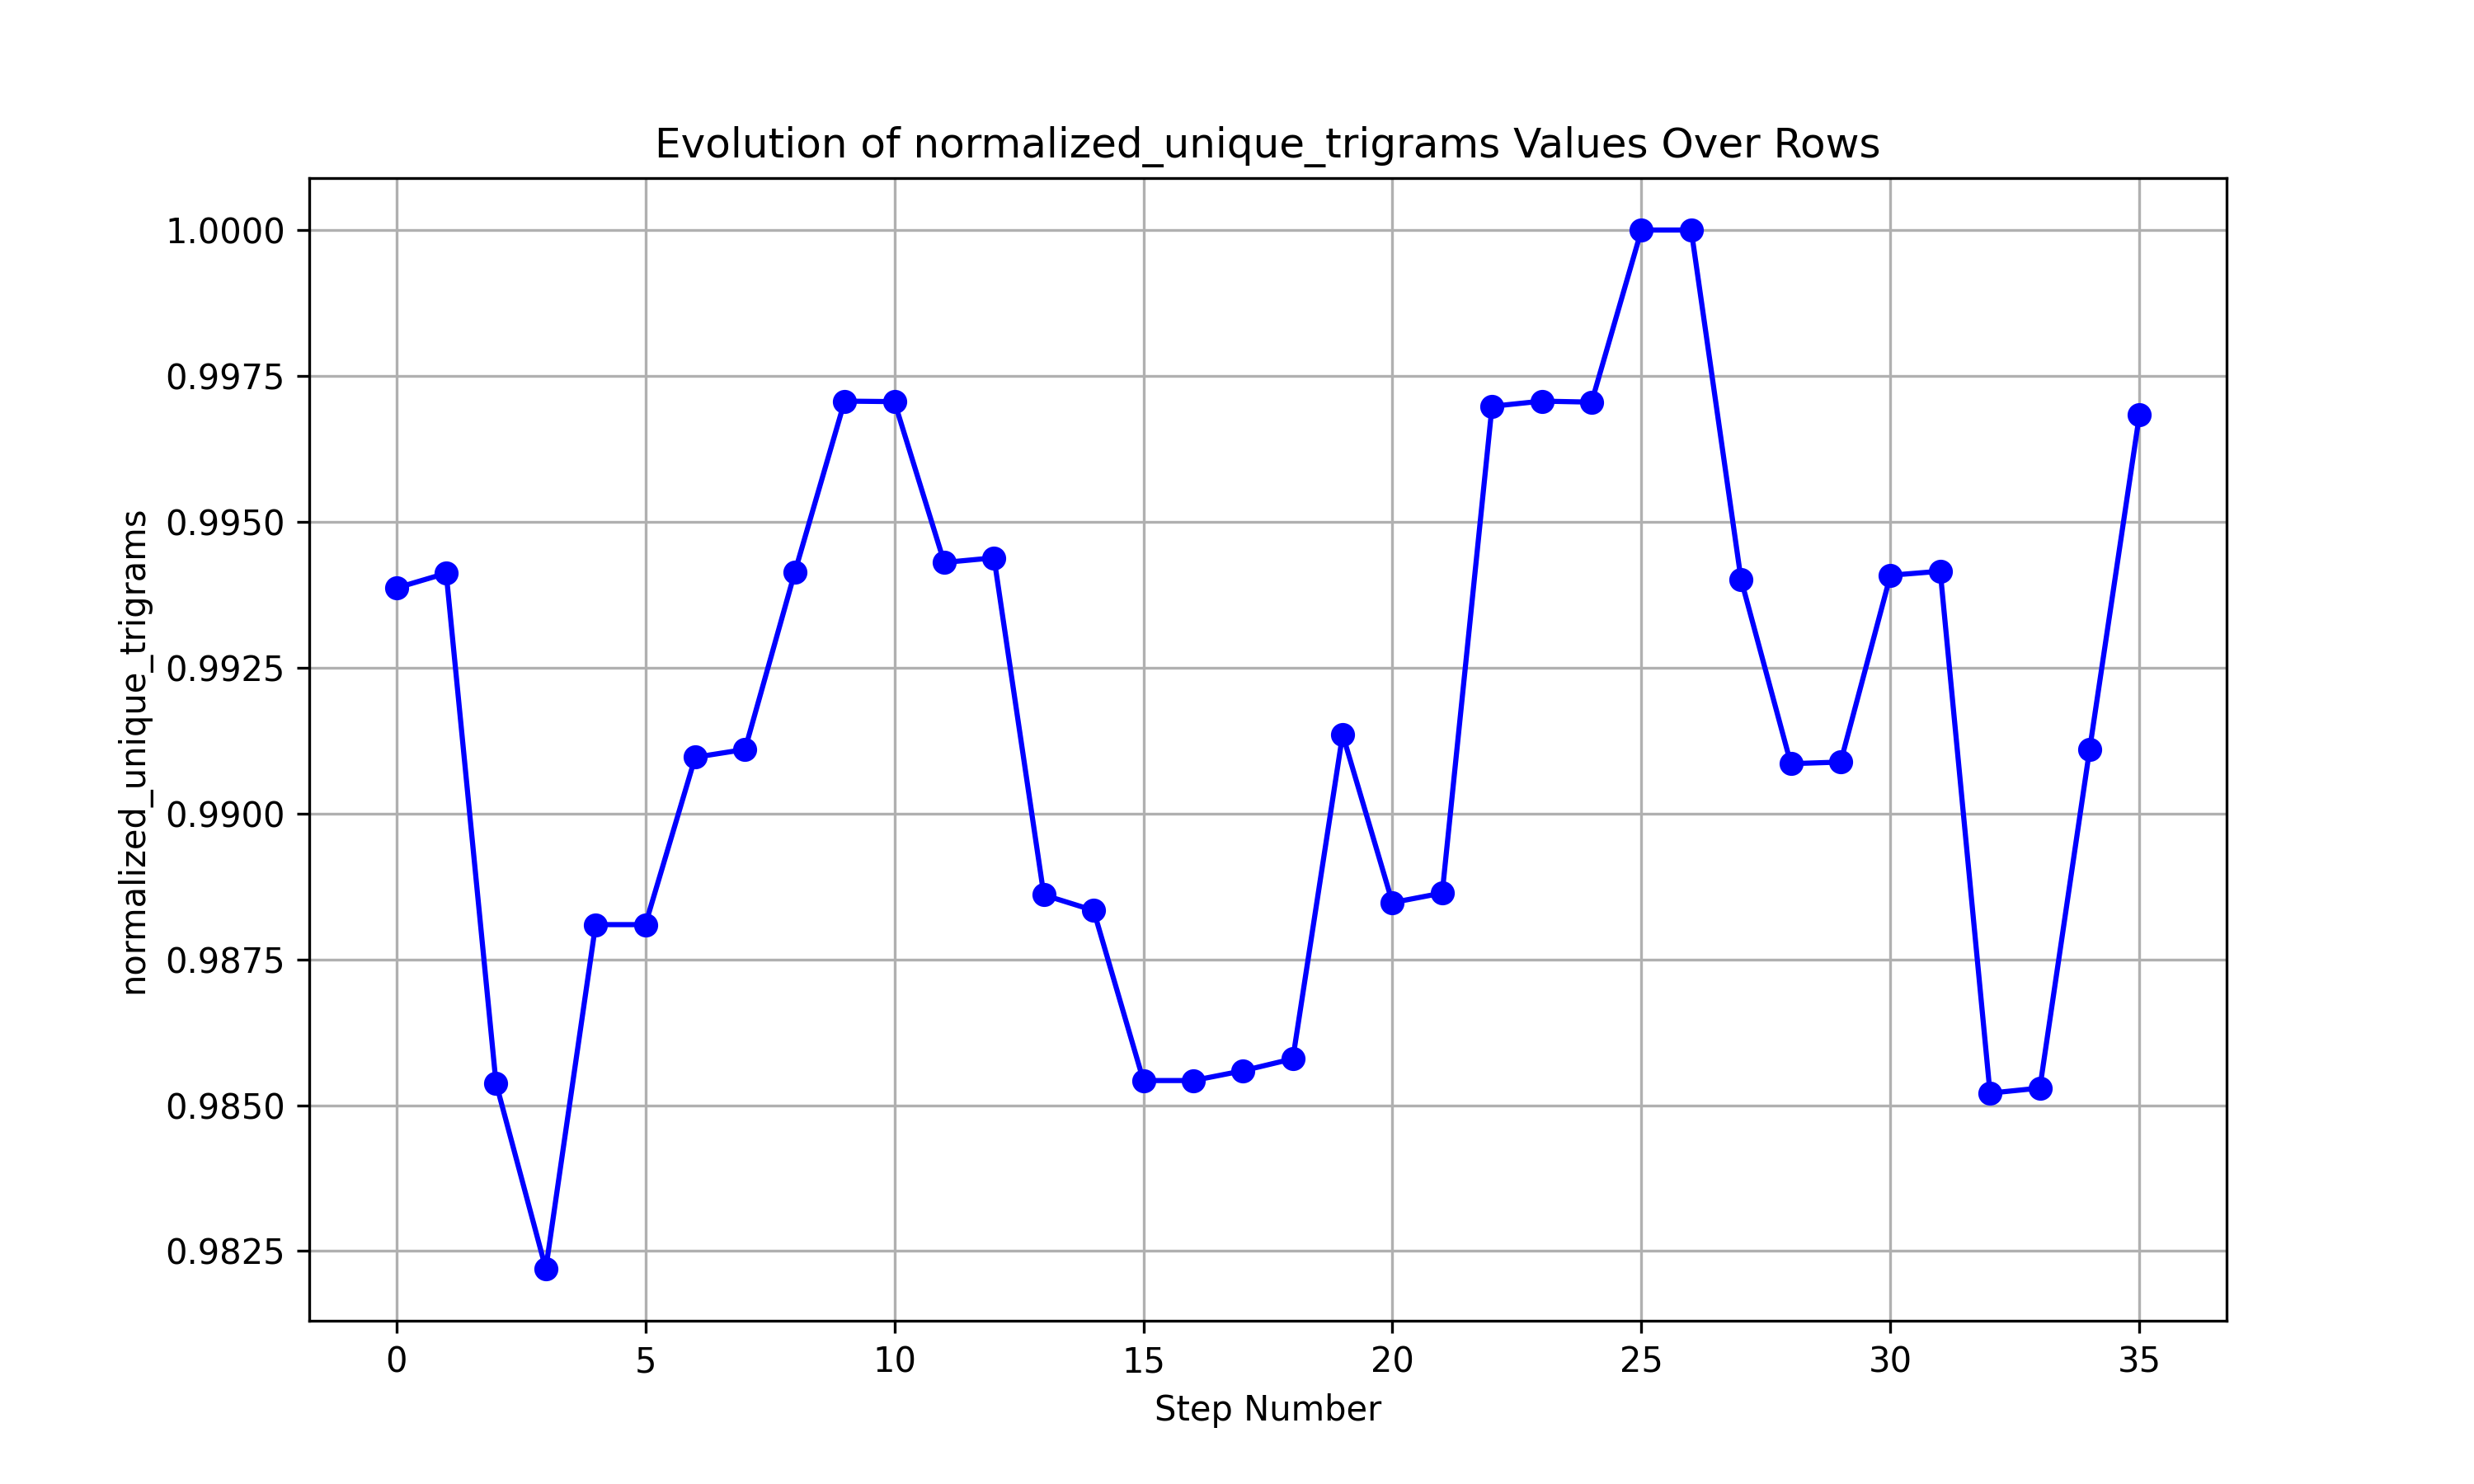 Evolution of normalized_unique_trigrams Values Over Rows
normalized_unique_trigrams
1.0000
0.9975
0.9950
0.9925
0.9900
0.9875
0.9850
0.9825
0 5 10 15 20 25 30 35
Step Number